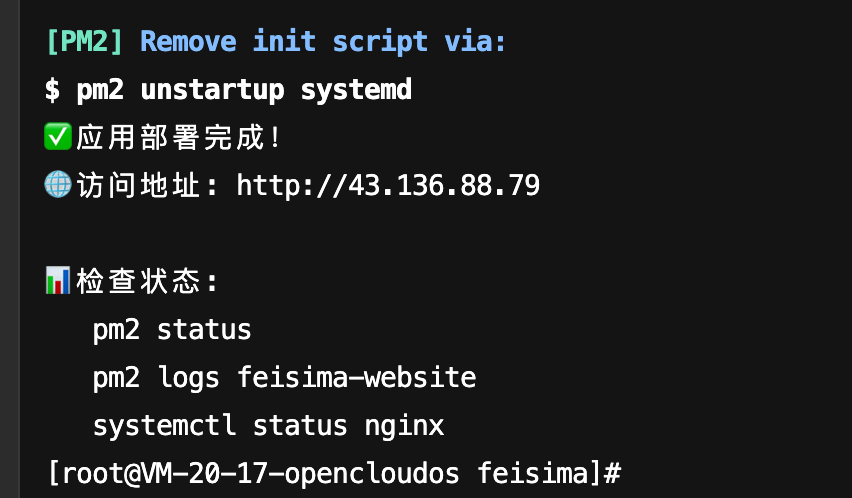 [PM2] Remove init script via:
$ pm2 unstartup systemd
✅应用部署完成!
🌐访问地址: http://43.136.88.79
📊检查状态:
pm2 status
pm2 logs feisima-website
systemctl status nginx
[root@VM-20-17-opencloudos feisima]#